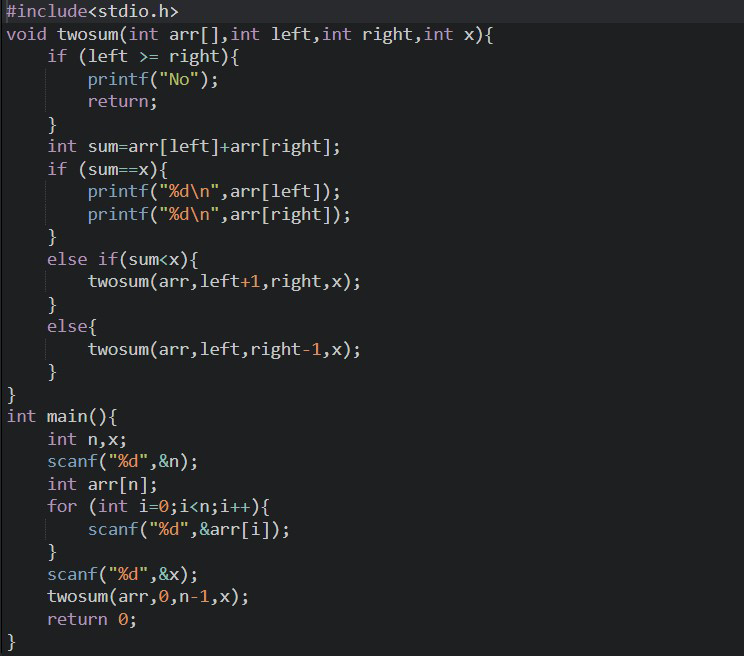 #include<stdio.h>
void twosum(int arr[],int left,int right,int x){
    if (left >= right){
        printf("No");
        return;
    }
    int sum=arr[left]+arr[right];
    if (sum==x){
        printf("%d\n",arr[left]);
        printf("%d\n",arr[right]);
    }
    else if(sum<x){
        twosum(arr,left+1,right,x);
    }
    else{
        twosum(arr,left,right-1,x);
    }
}
int main(){
    int n,x;
    scanf("%d",&n);
    int arr[n];
    for (int i=0;i<n;i++){
        scanf("%d",&arr[i]);
    }
    scanf("%d",&x);
    twosum(arr,0,n-1,x);
    return 0;
}